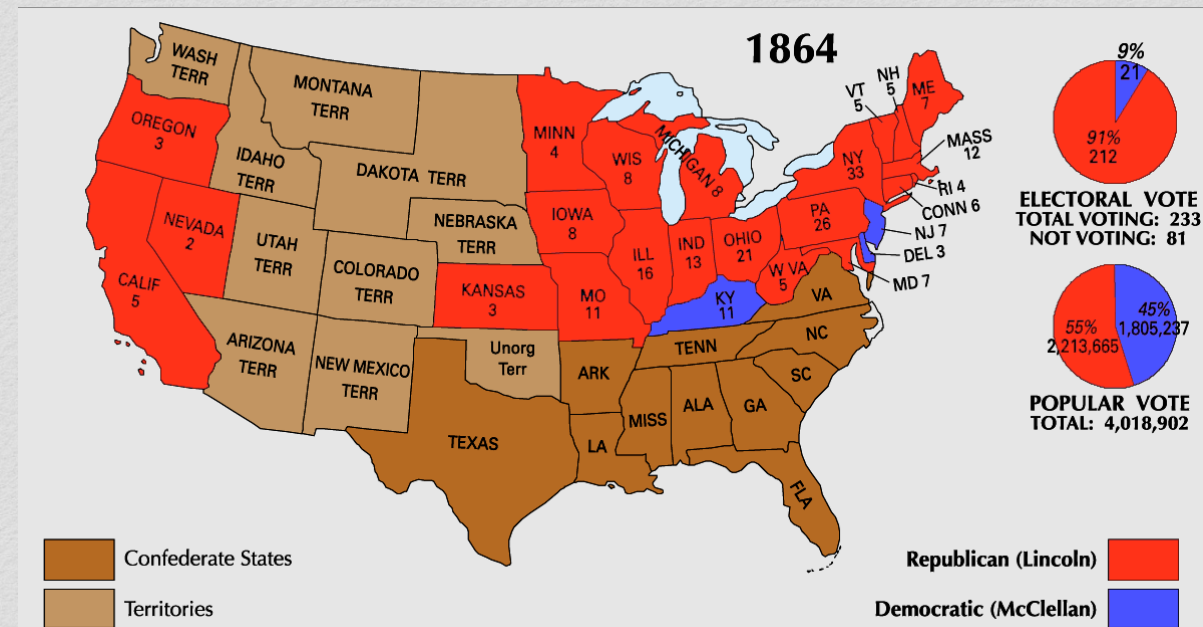 1864
WASH
TERR
MONTANA
TERR
OREGON
3
IDAHO
TERR
DAKOTA TERR
MINN
4
WIS
8
MICHIGAN 8
VT
5
NH
5
ME
7
MASS
12
NY
33
RI 4
CONN 6
NEVADA
2
UTAH
TERR
NEBRASKA
TERR
IOWA
8
PA
26
NJ 7
DEL 3
MD 7
CALIF
5
COLORADO
TERR
KANSAS
3
MO
11
ILL
16
IND
13
OHIO
21
W VA
5
KY
11
VA
ARIZONA
TERR
NEW MEXICO
TERR
Unorg
Terr
ARK
TENN
NC
SC
TEXAS
LA
MISS
ALA
GA
FLA
9%
21
91%
212
ELECTORAL VOTE
TOTAL VOTING: 233
NOT VOTING: 81
45%
1,805,237
55%
2,213,665
POPULAR VOTE
TOTAL: 4,018,902
Confederate States
Territories
Republican (Lincoln)
Democratic (McClellan)